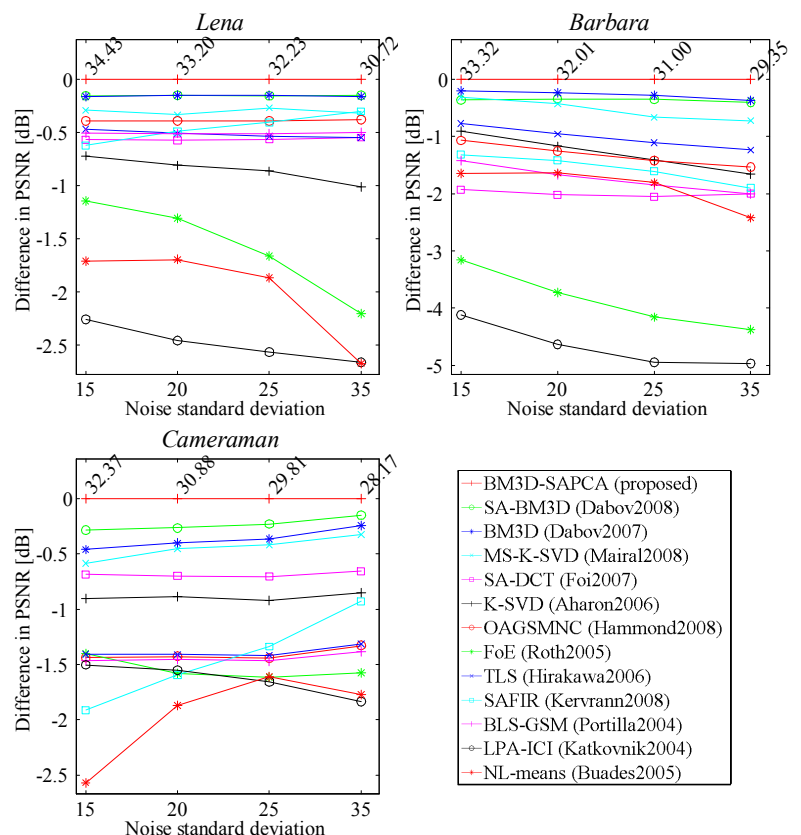 Lena
34.43 33.20 32.23 30.72
0
-0.5
-1
-1.5
-2
-2.5
Difference in PSNR [dB]
15 20 25 35
Noise standard deviation
Barbara
33.32 32.01 31.00 29.35
0
-1
-2
-3
-4
-5
Difference in PSNR [dB]
15 20 25 35
Noise standard deviation
Cameraman
32.37 30.88 29.81 28.17
0
-0.5
-1
-1.5
-2
-2.5
Difference in PSNR [dB]
15 20 25 35
Noise standard deviation
BM3D-SAPCA (proposed)
SA-BM3D (Dabov2008)
BM3D (Dabov2007)
MS-K-SVD (Mairal2008)
SA-DCT (Foi2007)
K-SVD (Aharon2006)
OAGSMNC (Hammond2008)
FoE (Roth2005)
TLS (Hirakawa2006)
SAFIR (Kervrann2008)
BLS-GSM (Portilla2004)
LPA-ICI (Katkovnik2004)
NL-means (Buades2005)